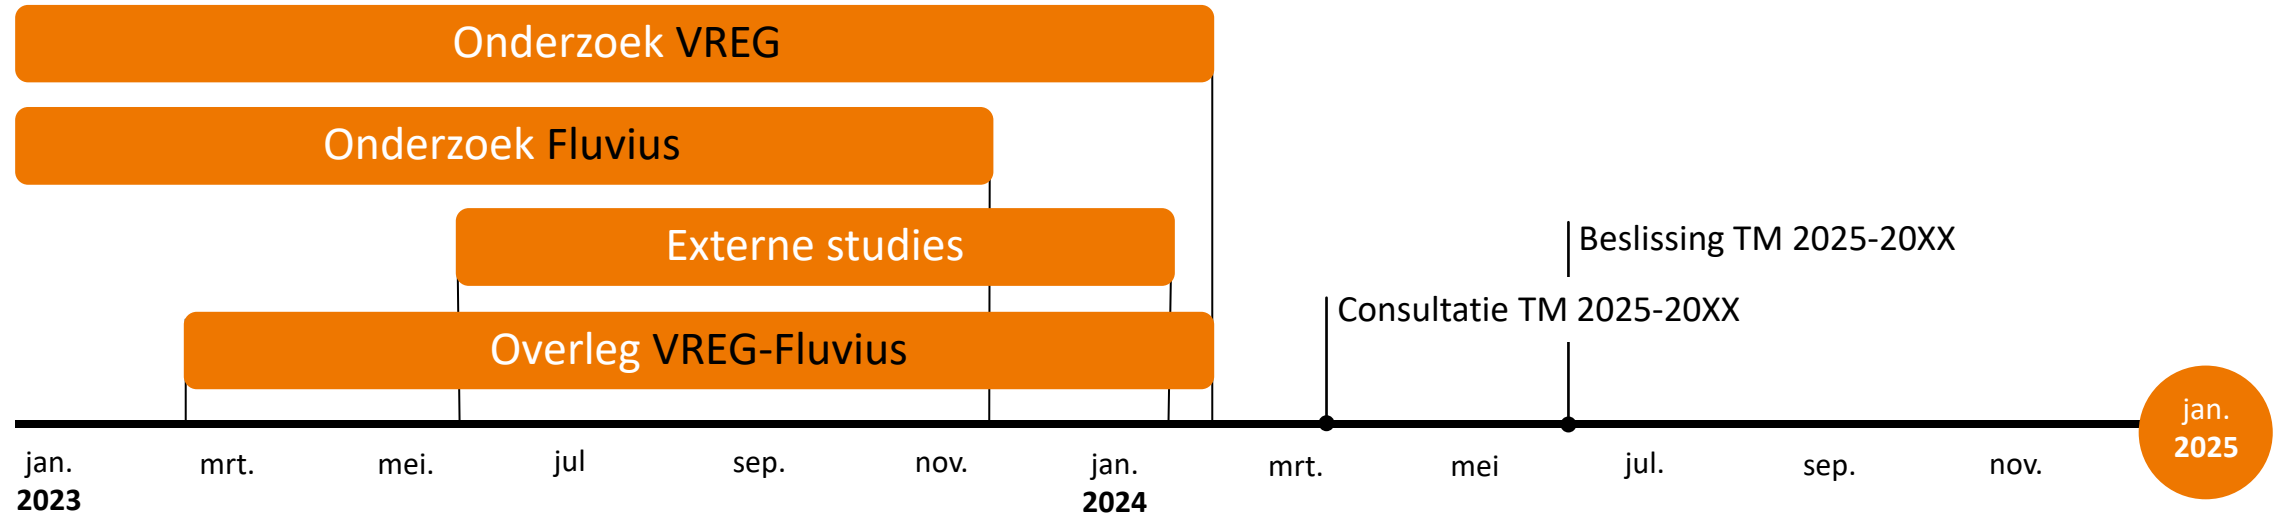 Onderzoek VREG
Onderzoek Fluvius
Externe studies
Beslissing TM 2025-20XX
Consultatie TM 2025-20XX
Overleg VREG-Fluvius
jan. mrt. mei. jul sep. nov. jan. mrt. mei jul. sep. nov. jan.
2023 2024 2025